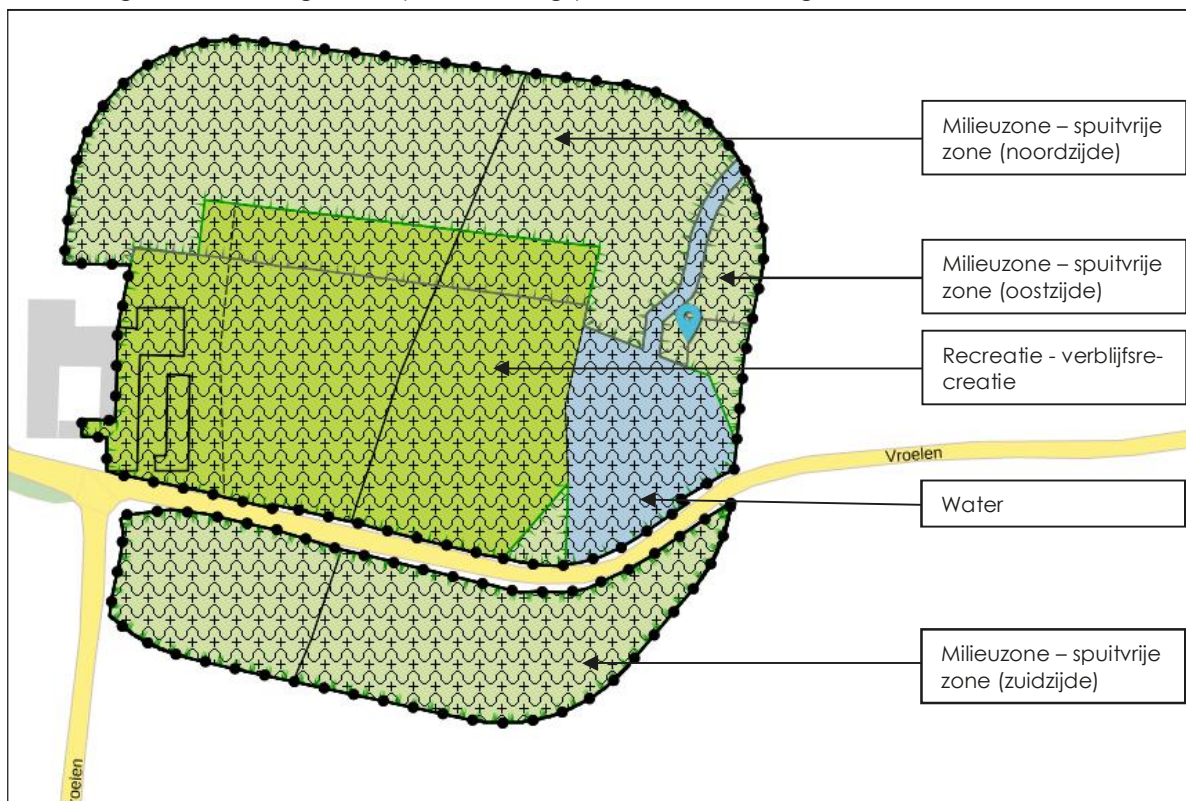 Milieuzone – spuitvrije
zone (noordzijde)
Milieuzone – spuitvrije
zone (oostzijde)
Recreatie - verblijfsre-
creatie
Vroelen
Water
Milieuzone – spuitvrije
zone (zuidzijde)
Vroelen